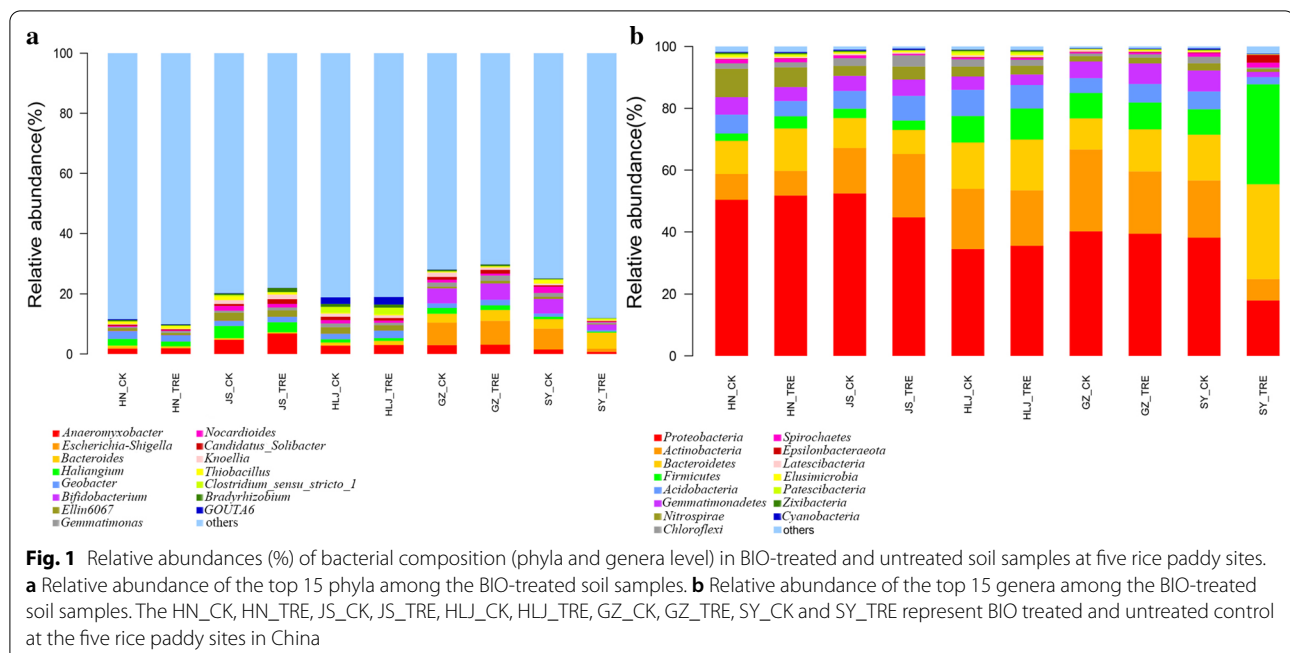 a
Relative abundance(%)
100
80
60
40
20
0
HN_CK
HN_TRE
JS_CK
JS_TRE
HLJ_CK
HLJ_TRE
GZ_CK
GZ_TRE
SY_CK
SY_TRE
Anaeromyxobacter
Escherichia-Shigella
Bacteroides
Haliangium
Geobacter
Bifidobacterium
Ellin6067
Gemmatimonas
Nocardioides
Candidatus_Solibacter
Knoellia
Thiobacillus
Clostridium_sensu_stricto_1
Bradyrhizobium
GOUTA6
others
b
Relative abundance(%)
100
80
60
40
20
0
HN_CK
HN_TRE
JS_CK
JS_TRE
HLJ_CK
HLJ_TRE
GZ_CK
GZ_TRE
SY_CK
SY_TRE
Proteobacteria
Actinobacteria
Bacteroidetes
Firmicutes
Acidobacteria
Gemmatimonadetes
Nitrospirae
Chloroflexi
Spirochaetes
Epsilonbacteraeota
Latescibacteria
Elusimicrobia
Patescibacteria
Zixibacteria
Cyanobacteria
others
Fig. 1 Relative abundances (%) of bacterial composition (phyla and genera level) in BIO-treated and untreated soil samples at five rice paddy sites.
a Relative abundance of the top 15 phyla among the BIO-treated soil samples. b Relative abundance of the top 15 genera among the BIO-treated
soil samples. The HN_CK, HN_TRE, JS_CK, JS_TRE, HLJ_CK, HLJ_TRE, GZ_CK, GZ_TRE, SY_CK and SY_TRE represent BIO treated and untreated control
at the five rice paddy sites in China